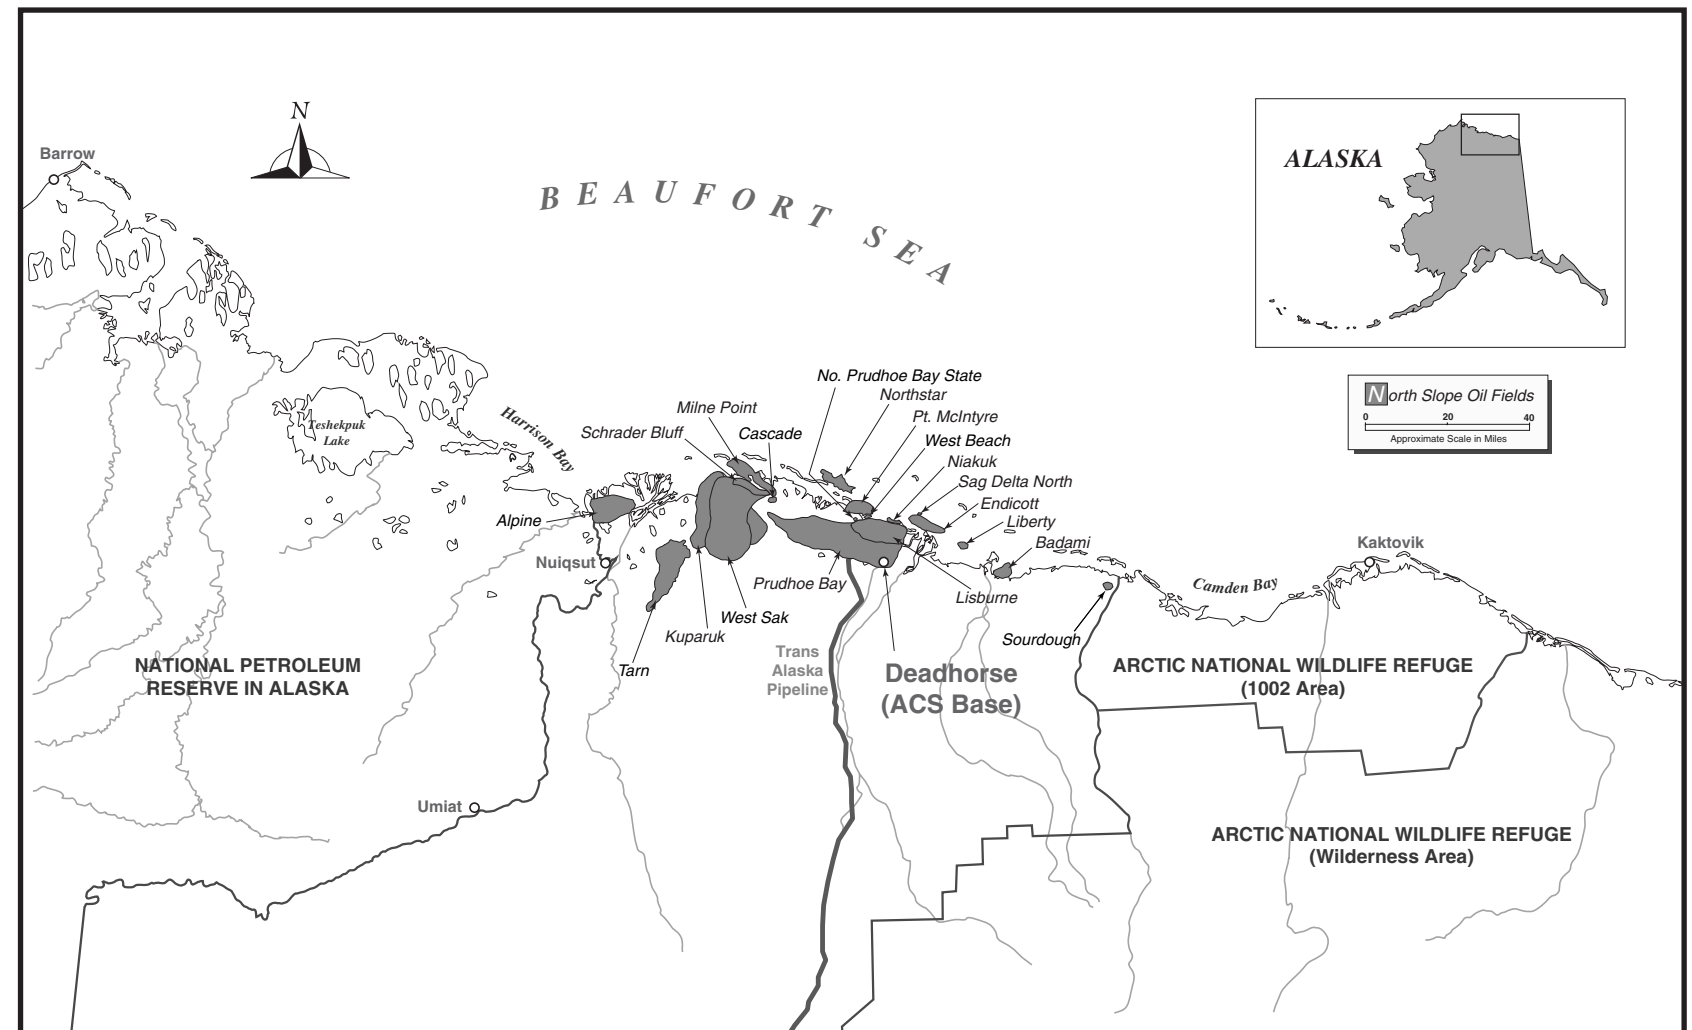 N
Barrow
BEAUFORT SEA
ALASKA
North Slope Oil Fields
0 20 40
Approximate Scale in Miles
No. Prudhoe Bay State
Northstar
Milne Point
Pt. McIntyre
Schrader Bluff
Cascade
West Beach
Niakuk
Sag Delta North
Endicott
Liberty
Badami
Harrison Bay
Teshekpuk
Lake
Alpine
Nuiqsut
Kaktovik
Camden Bay
Prudhoe Bay
Lisburne
West Sak
Kuparuk
Sourdough
Tarn
Trans
Alaska
Pipeline
Deadhorse
(ACS Base)
NATIONAL PETROLEUM
RESERVE IN ALASKA
ARCTIC NATIONAL WILDLIFE REFUGE
(1002 Area)
Umiat
ARCTIC NATIONAL WILDLIFE REFUGE
(Wilderness Area)